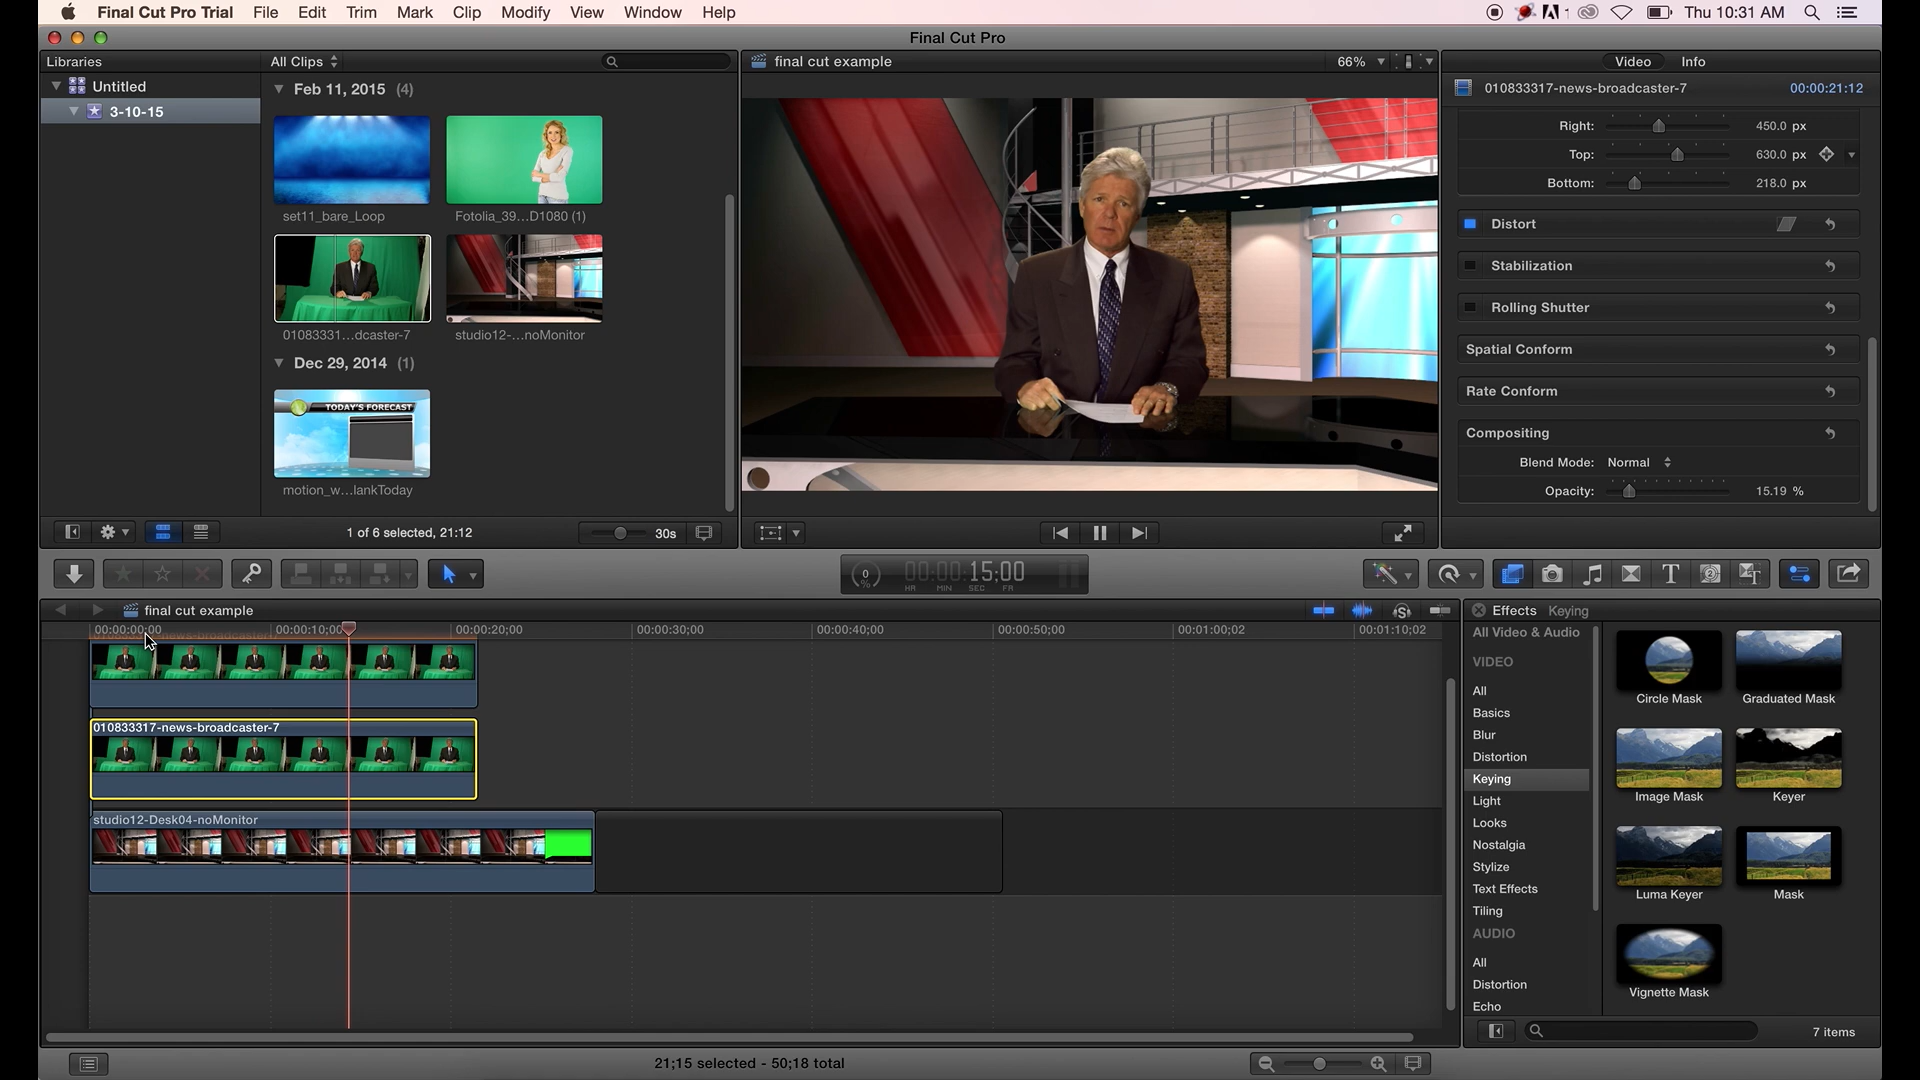 Final Cut Pro Trial File Edit Trim Mark Clip Modify View Window Help
Thu 10:31 AM
Final Cut Pro
Libraries
All Clips
Untitled
3-10-15
Feb 11, 2015 (4)
set11_bare_Loop
Fotolia_39...D1080 (1)
01083331...dcaster-7
studio12-...noMonitor
Dec 29, 2014 (1)
TODAY'S FORECAST
motion_w...lankToday
1 of 6 selected, 21:12
30s
final cut example
66%
Video Info
010833317-news-broadcaster-7
00:00:21:12
Right: 450.0 px
Top: 630.0 px
Bottom: 218.0 px
Distort
Stabilization
Rolling Shutter
Spatial Conform
Rate Conform
Compositing
Blend Mode: Normal
Opacity: 15.19 %
0
%
00:00:15;00
HR MIN SEC FR
final cut example
00:00:00;00 00:00:10;00 00:00:20;00 00:00:30;00 00:00:40;00 00:00:50;00 00:01:00;02 00:01:10;02
010833317-news-broadcaster-7
studio12-Desk04-noMonitor
Effects Keying
All Video & Audio
VIDEO
All
Basics
Blur
Distortion
Keying
Light
Looks
Nostalgia
Stylize
Text Effects
Tiling
AUDIO
All
Distortion
Echo
Circle Mask
Graduated Mask
Image Mask
Keyer
Luma Keyer
Mask
Vignette Mask
7 items
21;15 selected - 50;18 total